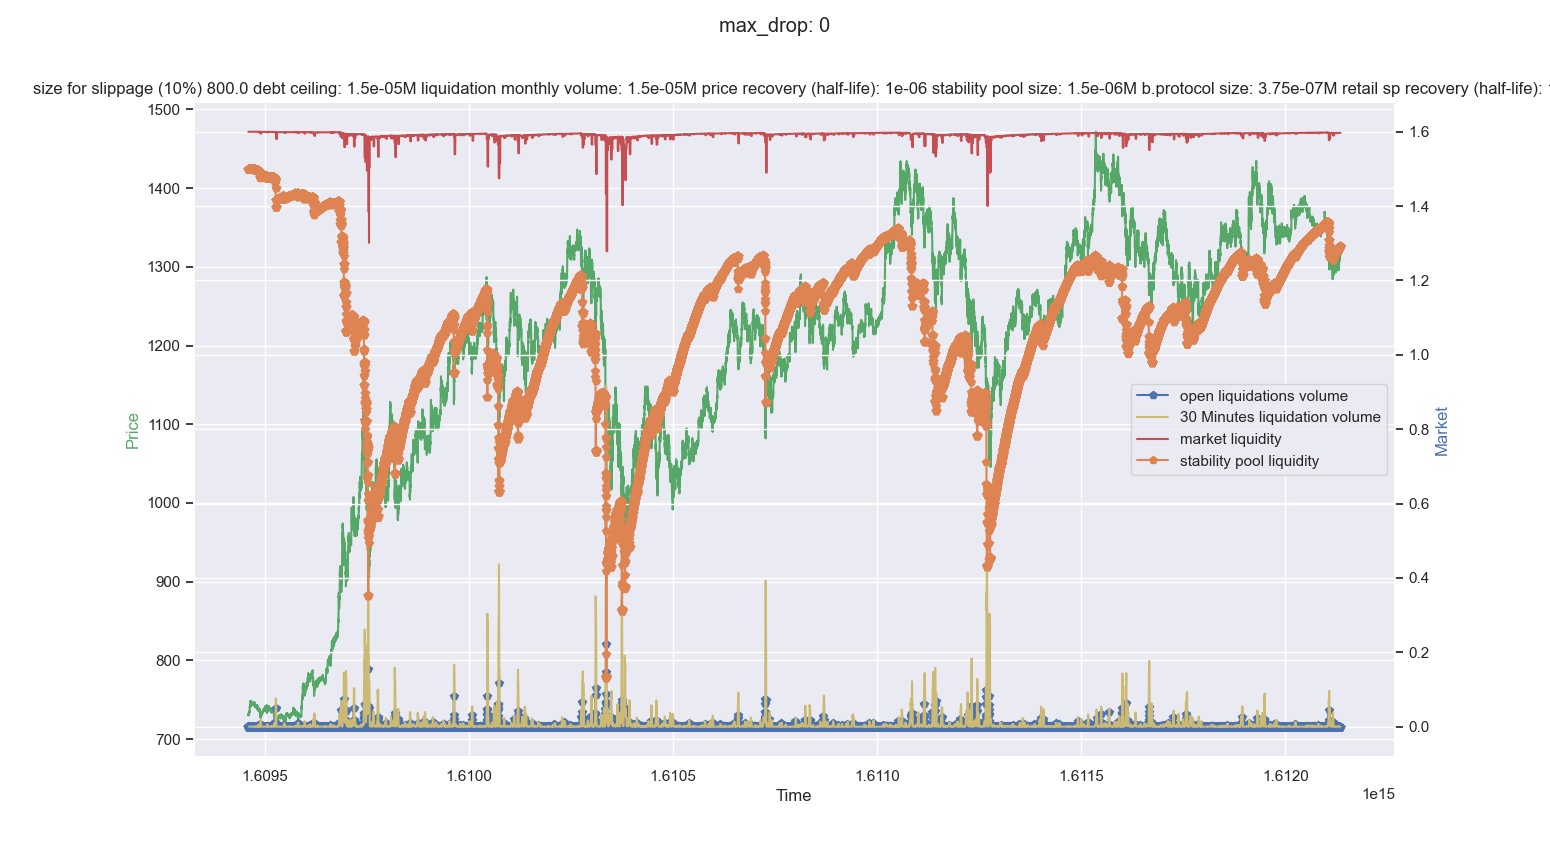 max_drop: 0
size for slippage (10%) 800.0 debt ceiling: 1.5e-05M liquidation monthly volume: 1.5e-05M price recovery (half-life): 1e-06 stability pool size: 1.5e-06M b.protocol size: 3.75e-07M retail sp recovery (half-life):
1500
1400
1300
1200
1100
1000
900
800
700
Price
1.6
1.4
1.2
1.0
0.8
0.6
0.4
0.2
0.0
Market
open liquidations volume
30 Minutes liquidation volume
market liquidity
stability pool liquidity
1.6095
1.6100
1.6105
1.6110
1.6115
1.6120
Time
1e15